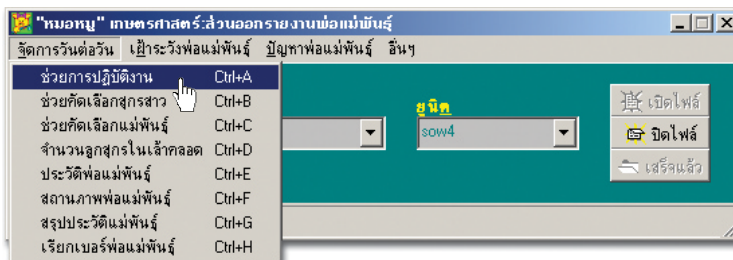 "หมอหมู" เกษตรศาสตร์:ส่วนออกรายงานพ่อแม่พันธุ์
จัดการวันต่อวัน เฝ้าระวังพ่อแม่พันธุ์ ปัญหาพ่อแม่พันธุ์ อื่นๆ
ช่วยการปฏิบัติงาน Ctrl+A
ช่วยคัดเลือกสุกรสาว Ctrl+B
ช่วยคัดเลือกแม่พันธุ์ Ctrl+C
จำนวนลูกสุกรในเล้าคลอด Ctrl+D
ประวัติพ่อแม่พันธุ์ Ctrl+E
สถานภาพพ่อแม่พันธุ์ Ctrl+F
สรุปประวัติแม่พันธุ์ Ctrl+G
เรียกเบอร์พ่อแม่พันธุ์ Ctrl+H
ยูนิต
sow4
เปิดไฟล์
ปิดไฟล์
เสร็จแล้ว